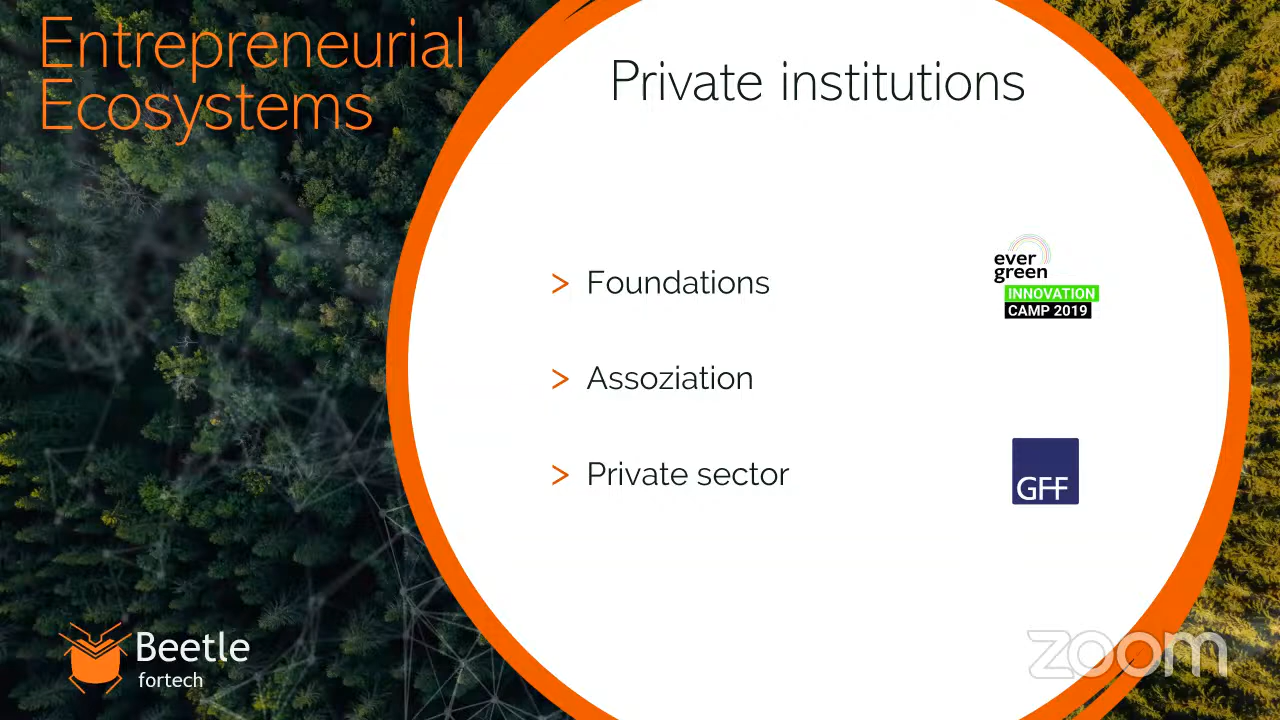 Entrepreneurial
Ecosystems
Private institutions
> Foundations
ever
green
INNOVATION
CAMP 2019
> Assoziation
> Private sector
GFF
Beetle
fortech
zoom